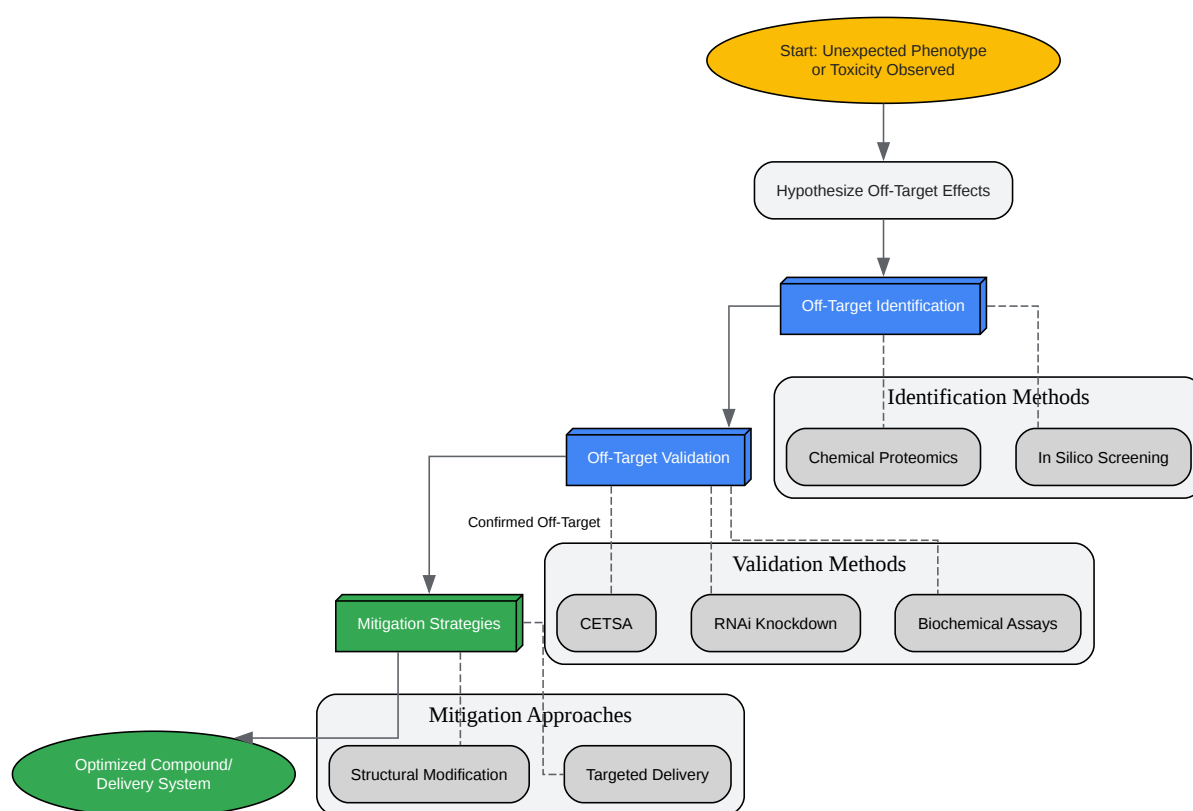 Start: Unexpected Phenotype
or Toxicity Observed
Hypothesize Off-Target Effects
Off-Target Identification
Identification Methods
Chemical Proteomics
In Silico Screening
Off-Target Validation
Confirmed Off-Target
Validation Methods
CETSA
RNAi Knockdown
Biochemical Assays
Mitigation Strategies
Mitigation Approaches
Structural Modification
Targeted Delivery
Optimized Compound/
Delivery System